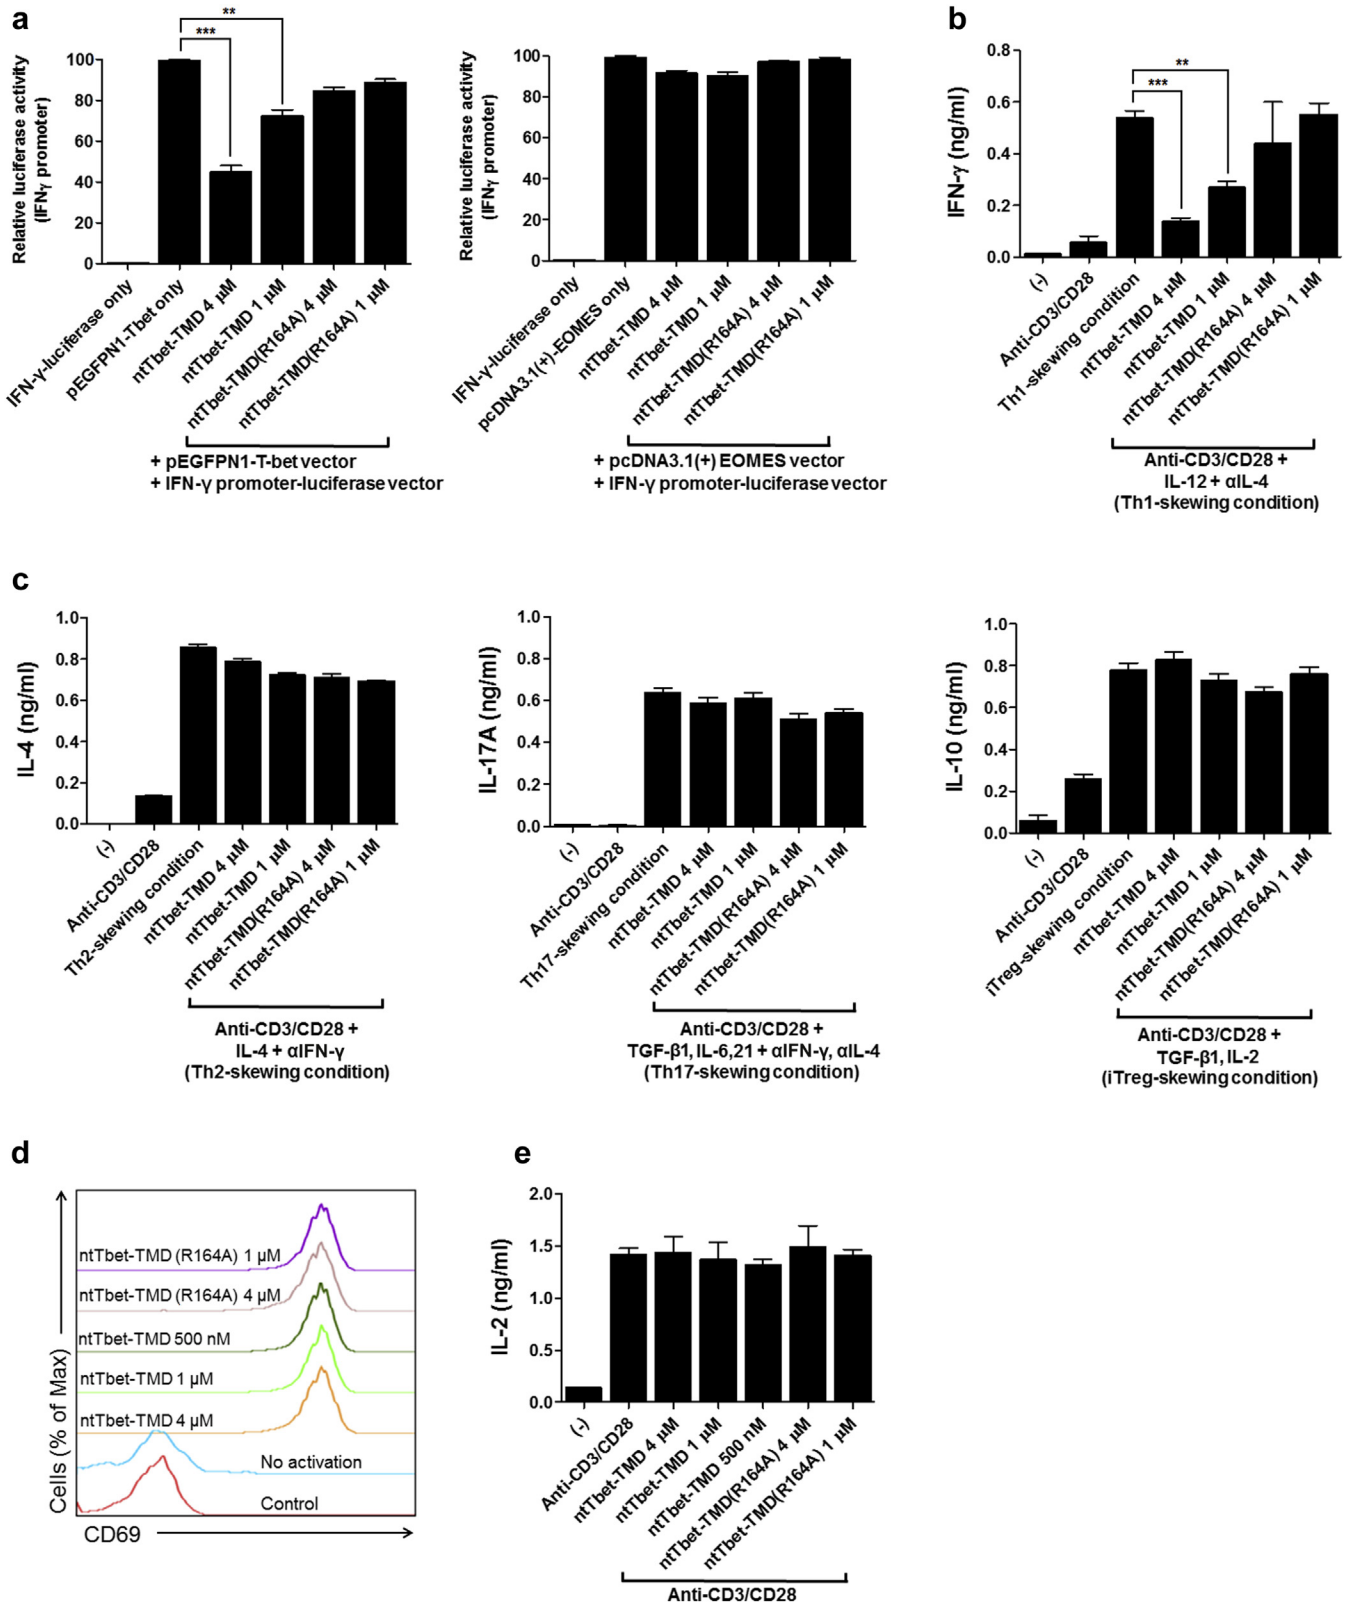 a
**
***
Relative luciferase activity
(IFNγ promoter)
100
80
60
40
20
0
IFN-γ-luciferase only
pEGFPN1-Tbet only
ntTbet-TMD 4 µM
ntTbet-TMD 1 µM
ntTbet-TMD(R164A) 4 µM
ntTbet-TMD(R164A) 1 µM
+ pEGFPN1-T-bet vector
+ IFN-γ promoter-luciferase vector
Relative luciferase activity
(IFNγ promoter)
100
80
60
40
20
0
IFN-γ-luciferase only
pcDNA3.1(+)-EOMES only
ntTbet-TMD 4 µM
ntTbet-TMD 1 µM
ntTbet-TMD(R164A) 4 µM
ntTbet-TMD(R164A) 1 µM
+ pcDNA3.1(+) EOMES vector
+ IFN-γ promoter-luciferase vector
b
**
***
IFN-γ (ng/ml)
0.8
0.6
0.4
0.2
0.0
(-)
Anti-CD3/CD28
Th1-skewing condition
ntTbet-TMD 4 µM
ntTbet-TMD 1 µM
ntTbet-TMD(R164A) 4 µM
ntTbet-TMD(R164A) 1 µM
Anti-CD3/CD28 +
IL-12 + αIL-4
(Th1-skewing condition)
c
IL-4 (ng/ml)
1.0
0.8
0.6
0.4
0.2
0.0
(-)
Anti-CD3/CD28
Th2-skewing condition
ntTbet-TMD 4 µM
ntTbet-TMD 1 µM
ntTbet-TMD(R164A) 4 µM
ntTbet-TMD(R164A) 1 µM
Anti-CD3/CD28 +
IL-4 + αIFN-γ
(Th2-skewing condition)
IL-17A (ng/ml)
1.0
0.8
0.6
0.4
0.2
0.0
(-)
Anti-CD3/CD28
Th17-skewing condition
ntTbet-TMD 4 µM
ntTbet-TMD 1 µM
ntTbet-TMD(R164A) 4 µM
ntTbet-TMD(R164A) 1 µM
Anti-CD3/CD28 +
TGF-β1, IL-6,21 + αIFN-γ, αIL-4
(Th17-skewing condition)
IL-10 (ng/ml)
1.0
0.8
0.6
0.4
0.2
0.0
(-)
Anti-CD3/CD28
iTreg-skewing condition
ntTbet-TMD 4 µM
ntTbet-TMD 1 µM
ntTbet-TMD(R164A) 4 µM
ntTbet-TMD(R164A) 1 µM
Anti-CD3/CD28 +
TGF-β1, IL-2
(iTreg-skewing condition)
d
Cells (% of Max)
ntTbet-TMD (R164A) 1 µM
ntTbet-TMD (R164A) 4 µM
ntTbet-TMD 500 nM
ntTbet-TMD 1 µM
ntTbet-TMD 4 µM
No activation
Control
CD69
e
IL-2 (ng/ml)
2.0
1.5
1.0
0.5
0.0
(-)
Anti-CD3/CD28
ntTbet-TMD 4 µM
ntTbet-TMD 1 µM
ntTbet-TMD 500 nM
ntTbet-TMD(R164A) 4 µM
ntTbet-TMD(R164A) 1 µM
Anti-CD3/CD28